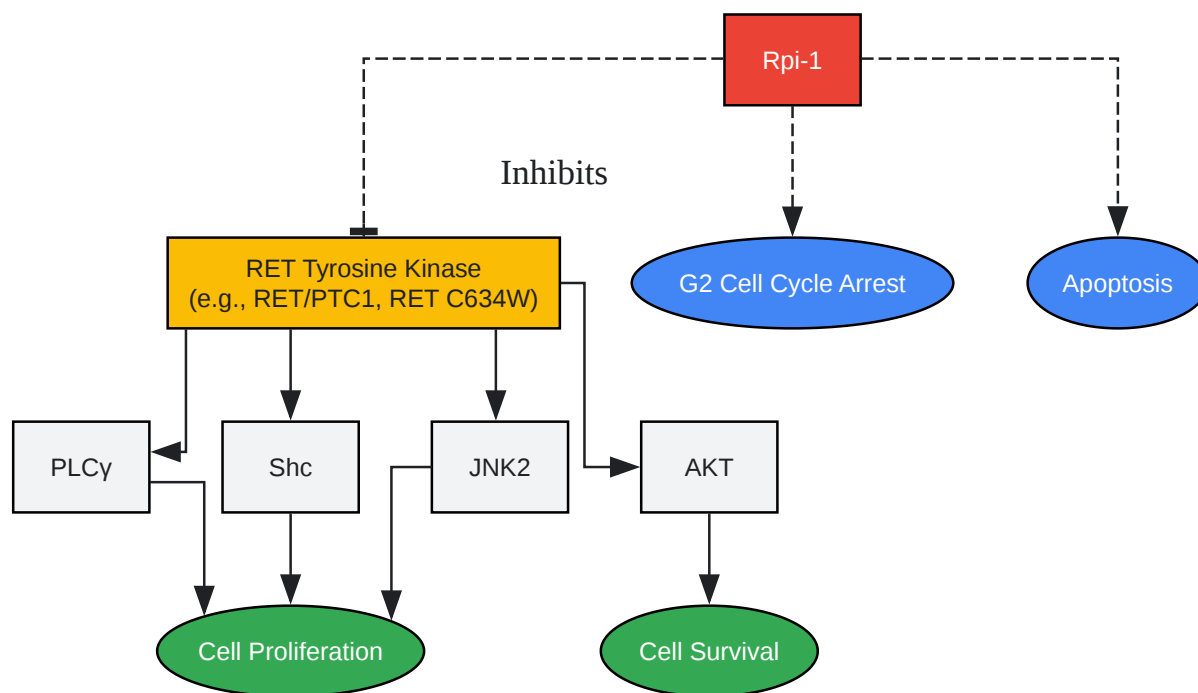 Rpi-1
Inhibits
RET Tyrosine Kinase
(e.g., RET/PTC1, RET C634W)
G2 Cell Cycle Arrest
Apoptosis
PLCγ
Shc
JNK2
AKT
Cell Proliferation
Cell Survival